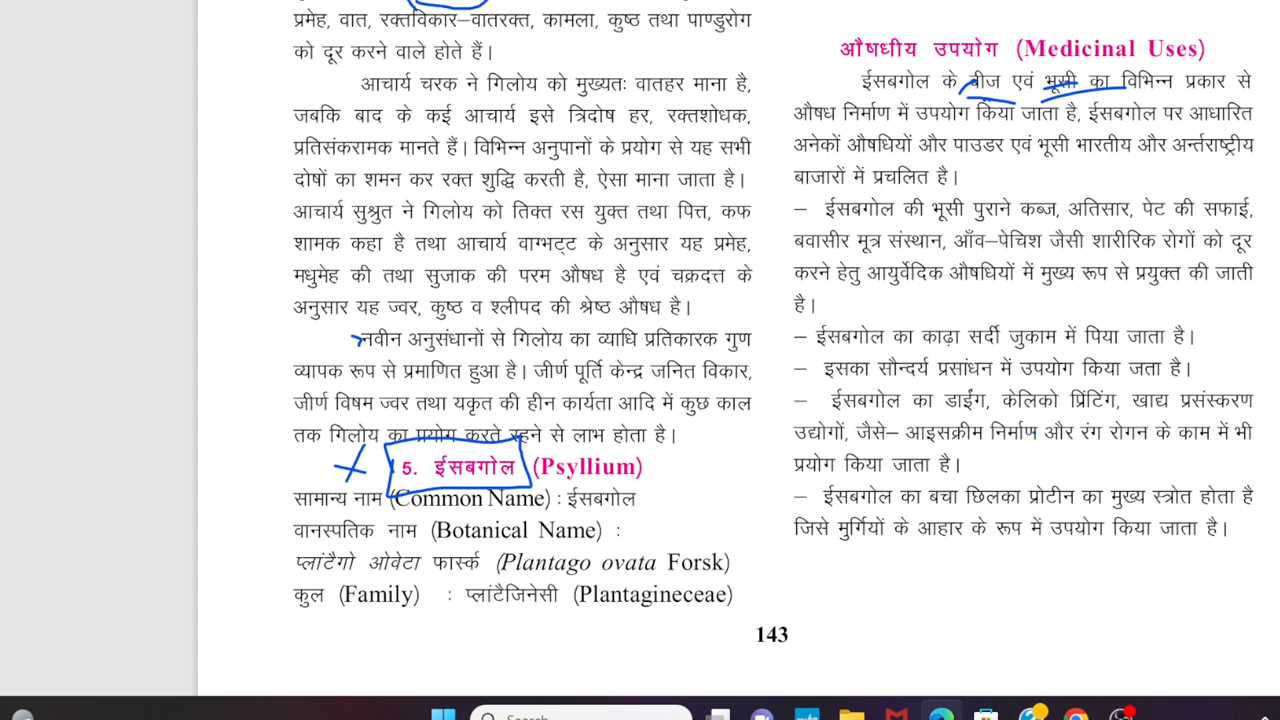 प्रमेह, वात, रक्तविकार–वातरक्त, कामला, कुष्ठ तथा पाण्डुरोग
को दूर करने वाले होते हैं।
आचार्य चरक ने गिलोय को मुख्यतः वातहर माना है,
जबकि बाद के कई आचार्य इसे त्रिदोष हर, रक्तशोधक,
प्रतिसंकरामक मानते हैं। विभिन्न अनुपानों के प्रयोग से यह सभी
दोषों का शमन कर रक्त शुद्धि करती है, ऐसा माना जाता है।
आचार्य सुश्रुत ने गिलोय को तिक्त रस युक्त तथा पित्त, कफ
शामक कहा है तथा आचार्य वाग्भट्ट के अनुसार यह प्रमेह,
मधुमेह की तथा सुजाक की परम औषध है एवं चक्रदत्त के
अनुसार यह ज्वर, कुष्ठ व श्लीपद की श्रेष्ठ औषध है।
नवीन अनुसंधानों से गिलोय का व्याधि प्रतिकारक गुण
व्यापक रूप से प्रमाणित हुआ है। जीर्ण पूर्ति केन्द्र जनित विकार,
जीर्ण विषम ज्वर तथा यकृत की हीन कार्यता आदि में कुछ काल
तक गिलोय का प्रयोग करते रहने से लाभ होता है।
5. ईसबगोल (Psyllium)
सामान्य नाम (Common Name) : ईसबगोल
वानस्पतिक नाम (Botanical Name) :
प्लांटैगो ओवेटा फार्स्क (Plantago ovata Forsk)
कुल (Family) : प्लांटैजिनेसी (Plantagineceae)
औषधीय उपयोग (Medicinal Uses)
ईसबगोल के बीज एवं भूसी का विभिन्न प्रकार से
औषध निर्माण में उपयोग किया जाता है, ईसबगोल पर आधारित
अनेकों औषधियों और पाउडर एवं भूसी भारतीय और अर्न्तराष्ट्रीय
बाजारों में प्रचलित है।
– ईसबगोल की भूसी पुराने कब्ज, अतिसार, पेट की सफाई,
बवासीर मूत्र संस्थान, आँव–पेचिश जैसी शारीरिक रोगों को दूर
करने हेतु आयुर्वेदिक औषधियों में मुख्य रूप से प्रयुक्त की जाती
है।
– ईसबगोल का काढ़ा सर्दी जुकाम में पिया जाता है।
– इसका सौन्दर्य प्रसांधन में उपयोग किया जता है।
– ईसबगोल का डाईंग, केलिको प्रिंटिंग, खाद्य प्रसंस्करण
उद्योगों, जैसे– आइसक्रीम निर्माण और रंग रोगन के काम में भी
प्रयोग किया जाता है।
– ईसबगोल का बचा छिलका प्रोटीन का मुख्य स्त्रोत होता है
जिसे मुर्गियों के आहार के रूप में उपयोग किया जाता है।
143
Search